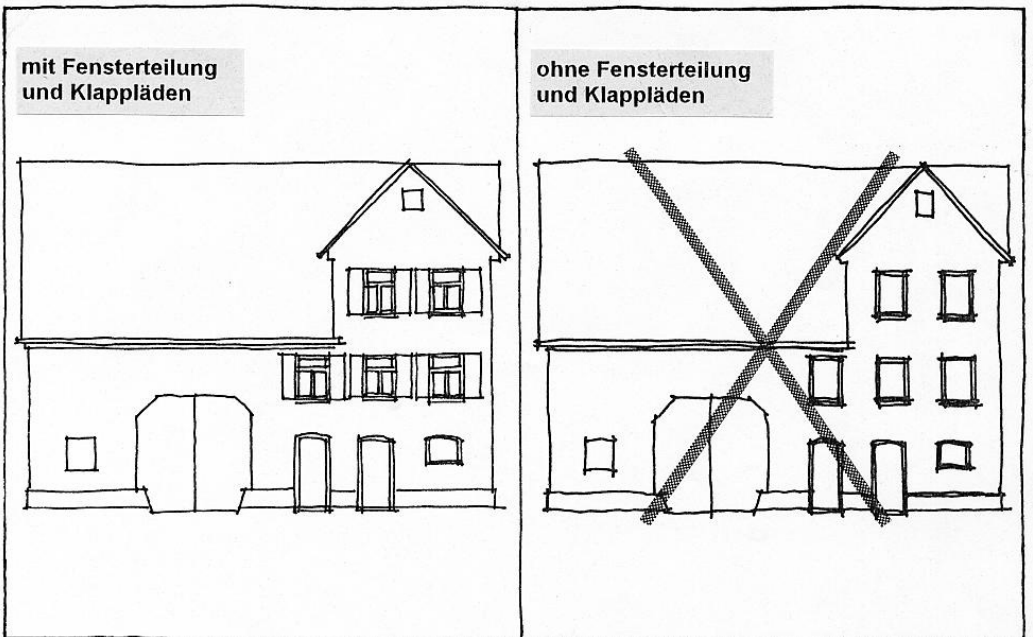 mit Fensterteilung
und Klappläden
ohne Fensterteilung
und Klappläden